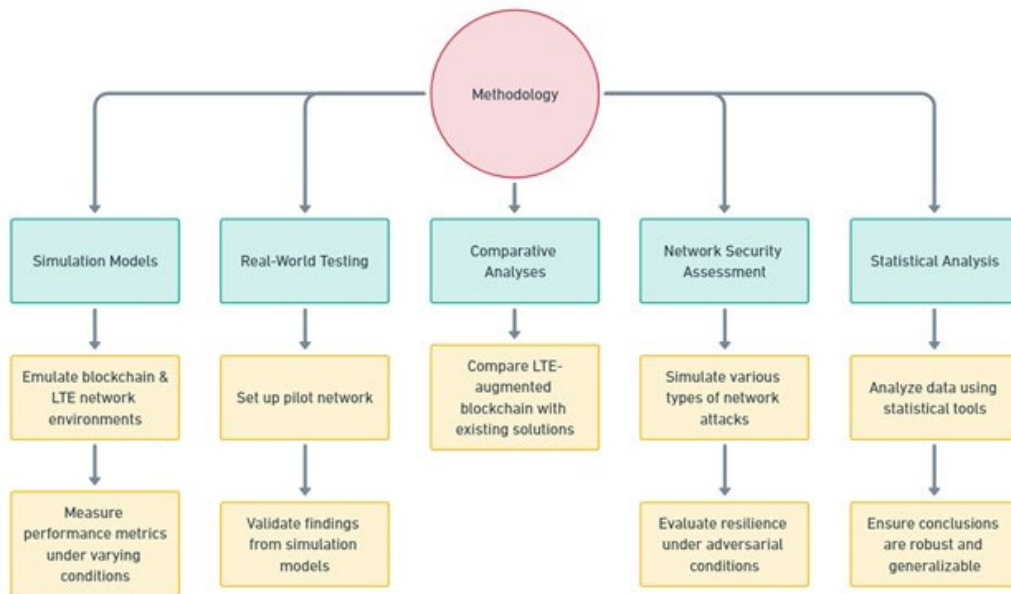 Methodology
Simulation Models
Real-World Testing
Comparative
Analyses
Network Security
Assessment
Statistical Analysis
Emulate blockchain &
LTE network
environments
Set up pilot network
Compare LTE-
augmented
blockchain with
existing solutions
Simulate various
types of network
attacks
Analyze data using
statistical tools
Measure
performance metrics
under varying
conditions
Validate findings
from simulation
models
Evaluate resilience
under adversarial
conditions
Ensure conclusions
are robust and
generalizable